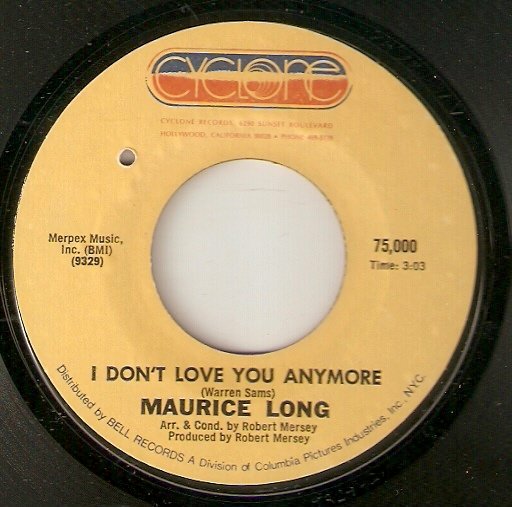 CYCLONE
CYCLONE RECORDS, 6290 SUNSET BOULEVARD
HOLLYWOOD, CALIFORNIA 90028 • PHONE
Merpex Music,
Inc. (BMI)
(9329)
75,000
Time: 3:03
I DON'T LOVE YOU ANYMORE
(Warren Sams)
MAURICE LONG
Arr. & Cond. by Robert Mersey
Produced by Robert Mersey
Distributed by BELL RECORDS A Division of Columbia Pictures Industries, Inc., N.Y.C.